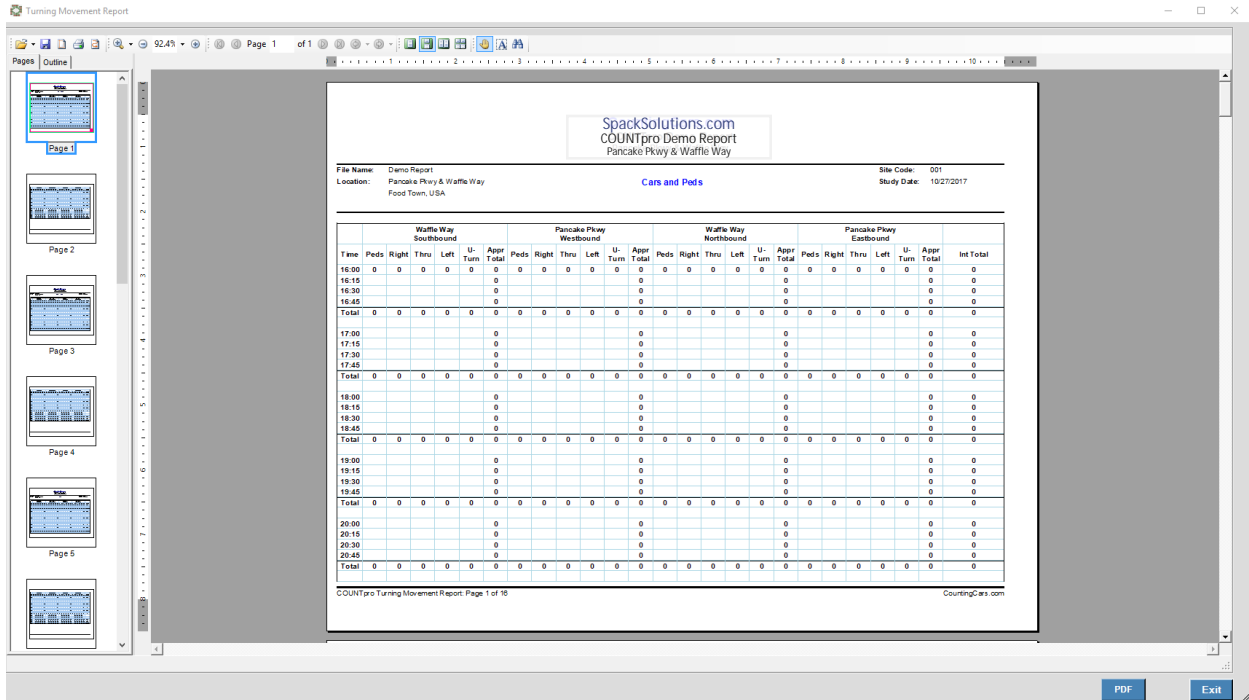 Turning Movement Report
92.4% Page 1 of 1
Pages Outline
1 2 3 4 5 6 7 8 9 10
Page 1
Page 2
Page 3
Page 4
Page 5
SpackSolutions.com
COUNTpro Demo Report
Pancake Pkwy & Waffle Way
File Name: Demo Report Site Code: 001
Location: Pancake Pkwy & Waffle Way Cars and Peds Study Date: 10/27/2017
Food Town, USA
Waffle Way Pancake Pkwy Waffle Way Pancake Pkwy
Southbound Westbound Northbound Eastbound
Time Peds Right Thru Left U-Turn Appr Total Peds Right Thru Left U-Turn Appr Total Peds Right Thru Left U-Turn Appr Total Peds Right Thru Left U-Turn Appr Total Int Total
16:00 0 0 0 0 0 0 0 0 0 0 0 0 0 0 0 0 0 0 0 0 0 0 0 0 0
16:15 0 0 0 0 0
16:30 0 0 0 0 0
16:45 0 0 0 0 0
Total 0 0 0 0 0 0 0 0 0 0 0 0 0 0 0 0 0 0 0 0 0 0 0 0 0
17:00 0 0 0 0 0
17:15 0 0 0 0 0
17:30 0 0 0 0 0
17:45 0 0 0 0 0
Total 0 0 0 0 0 0 0 0 0 0 0 0 0 0 0 0 0 0 0 0 0 0 0 0 0
18:00 0 0 0 0 0
18:15 0 0 0 0 0
18:30 0 0 0 0 0
18:45 0 0 0 0 0
Total 0 0 0 0 0 0 0 0 0 0 0 0 0 0 0 0 0 0 0 0 0 0 0 0 0
19:00 0 0 0 0 0
19:15 0 0 0 0 0
19:30 0 0 0 0 0
19:45 0 0 0 0 0
Total 0 0 0 0 0 0 0 0 0 0 0 0 0 0 0 0 0 0 0 0 0 0 0 0 0
20:00 0 0 0 0 0
20:15 0 0 0 0 0
20:30 0 0 0 0 0
20:45 0 0 0 0 0
Total 0 0 0 0 0 0 0 0 0 0 0 0 0 0 0 0 0 0 0 0 0 0 0 0 0
COUNTpro Turning Movement Report: Page 1 of 16 CountingCars.com
PDF Exit